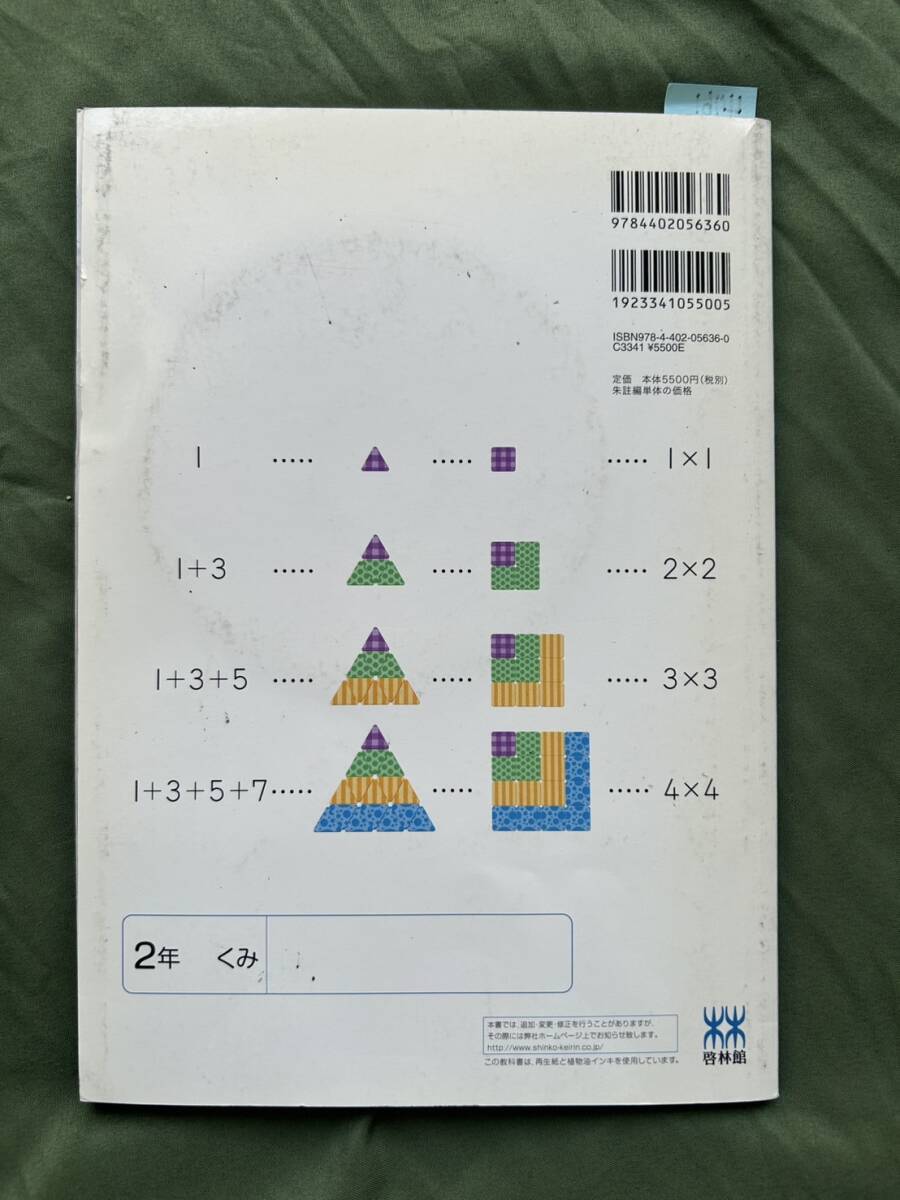 9784402056360
1923341055005
ISBN978-4-402-05636-0
C3341 ¥5500E
定価 本体5500円(税別)
朱註編単体の価格
1 ····· ····· ····· 1×1
1+3 ····· ····· ····· 2×2
1+3+5 ····· ····· ····· 3×3
1+3+5+7····· ····· ····· 4×4
2年 くみ
本書では、追加・変更・修正を行うことがありますが、
その際には弊社ホームページ上でお知らせ致します。
http://www.shinko-keirin.co.jp/
この教科書は、再生紙と植物油インキを使用しています。
啓林館